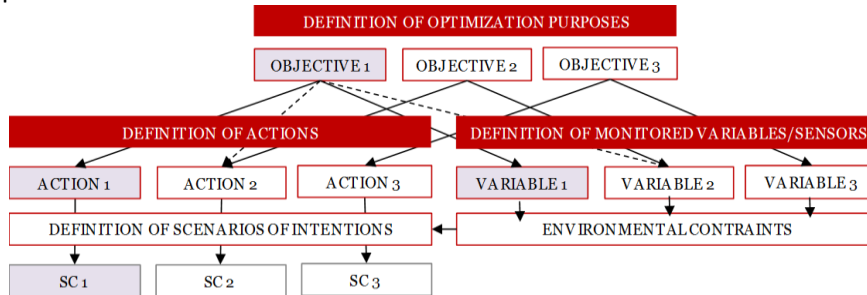 DEFINITION OF OPTIMIZATION PURPOSES
OBJECTIVE 1
OBJECTIVE 2
OBJECTIVE 3
DEFINITION OF ACTIONS
DEFINITION OF MONITORED VARIABLES/SENSORS
ACTION 1
ACTION 2
ACTION 3
VARIABLE 1
VARIABLE 2
VARIABLE 3
DEFINITION OF SCENARIOS OF INTENTIONS
ENVIRONMENTAL CONTRAINTS
SC 1
SC 2
SC 3